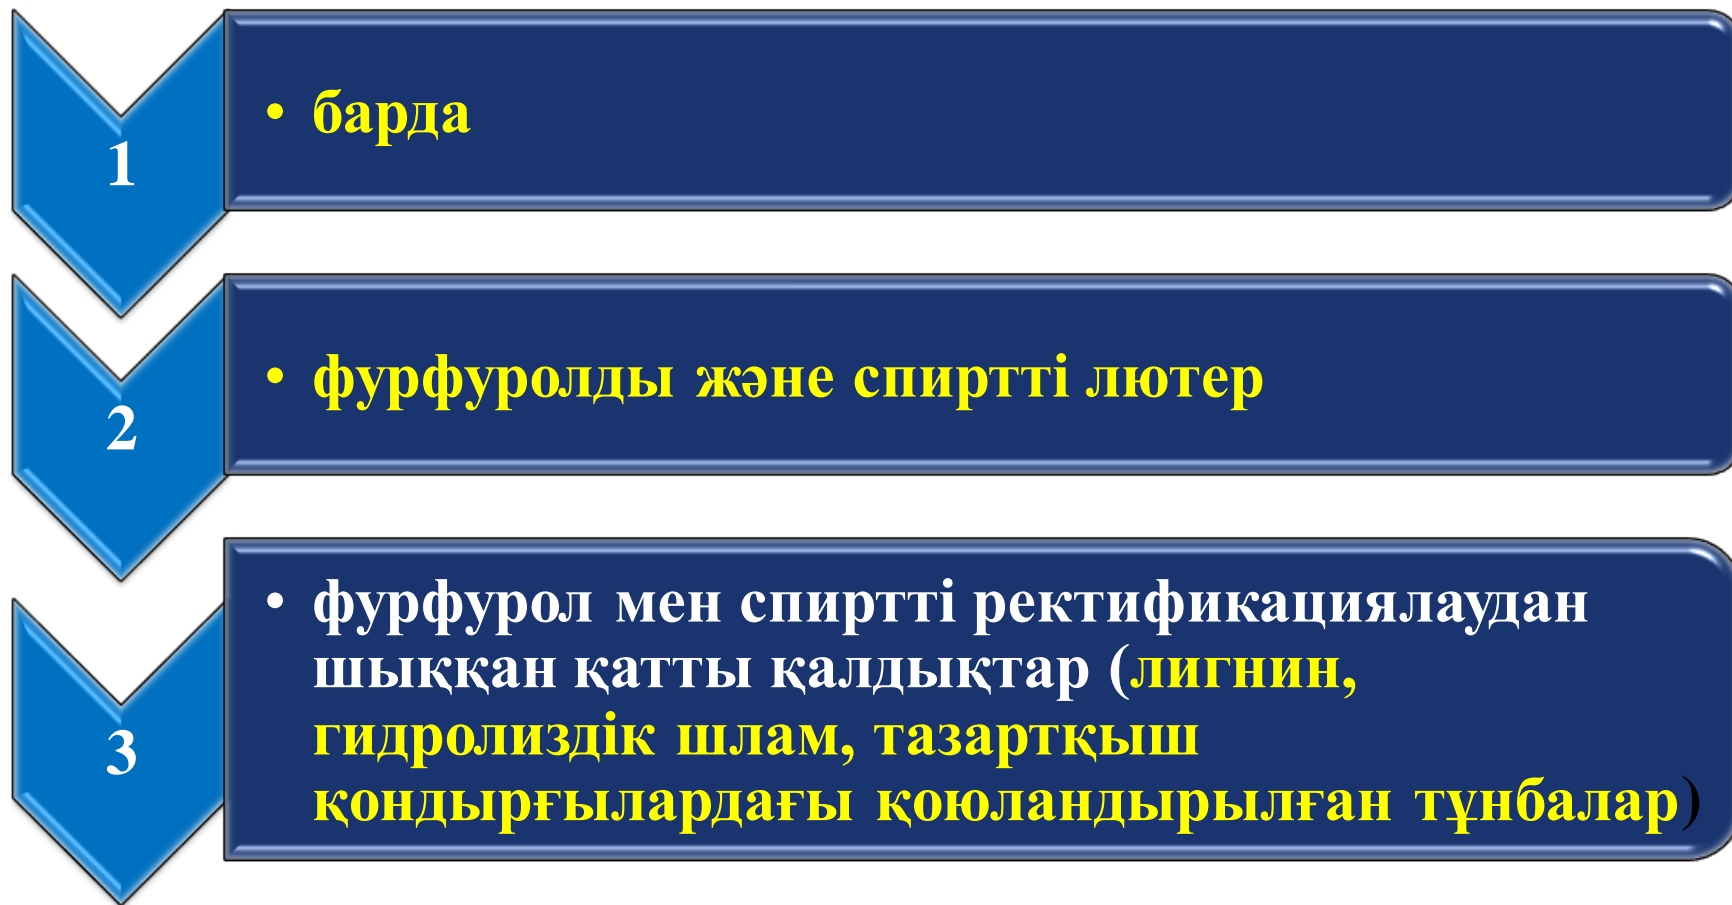 1
• барда
2
• фурфуролды және спиртті лютер
3
• фурфурол мен спиртті ректификациялаудан
шыққан қатты қалдықтар (лигнин,
гидролиздік шлам, тазартқыш
қондырғылардағы қоюландырылған тұнбалар)